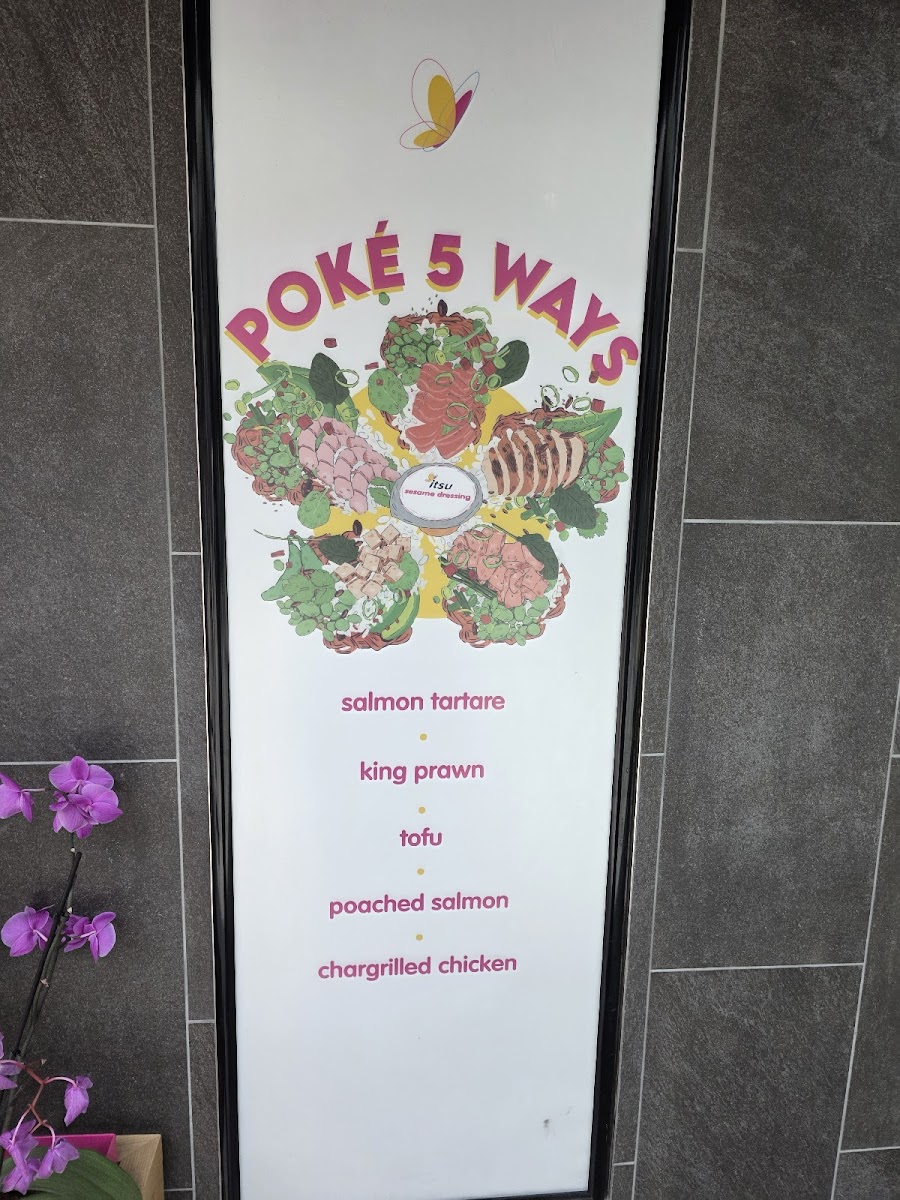 POKÉ 5 WAYS
itsu
sesame dressing
salmon tartare
king prawn
tofu
poached salmon
chargrilled chicken